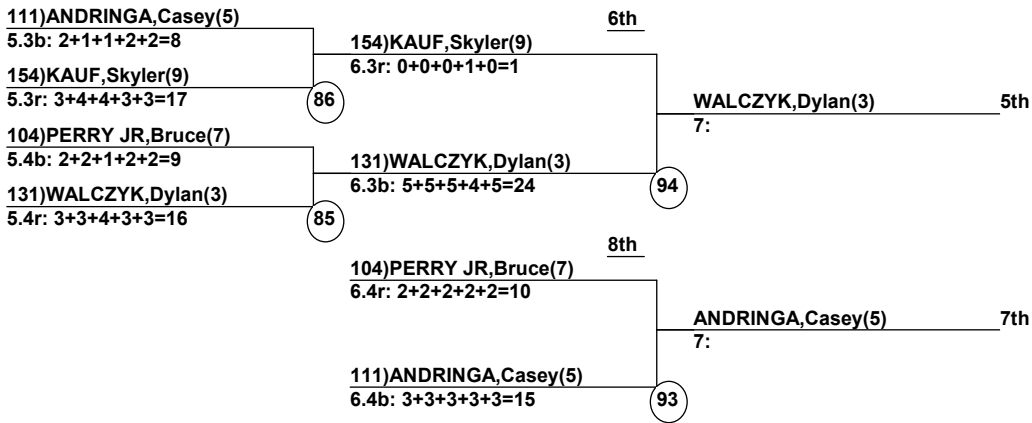 111)ANDRINGA,Casey(5)
5.3b: 2+1+1+2+2=8
154)KAUF,Skyler(9)
5.3r: 3+4+4+3+3=17
86
104)PERRY JR,Bruce(7)
5.4b: 2+2+1+2+2=9
131)WALCZYK,Dylan(3)
5.4r: 3+3+4+3+3=16
85
6th
154)KAUF,Skyler(9)
6.3r: 0+0+0+1+0=1
131)WALCZYK,Dylan(3)
6.3b: 5+5+5+4+5=24
94
WALCZYK,Dylan(3)
5th
7:
8th
104)PERRY JR,Bruce(7)
6.4r: 2+2+2+2+2=10
111)ANDRINGA,Casey(5)
6.4b: 3+3+3+3+3=15
93
ANDRINGA,Casey(5)
7th
7: